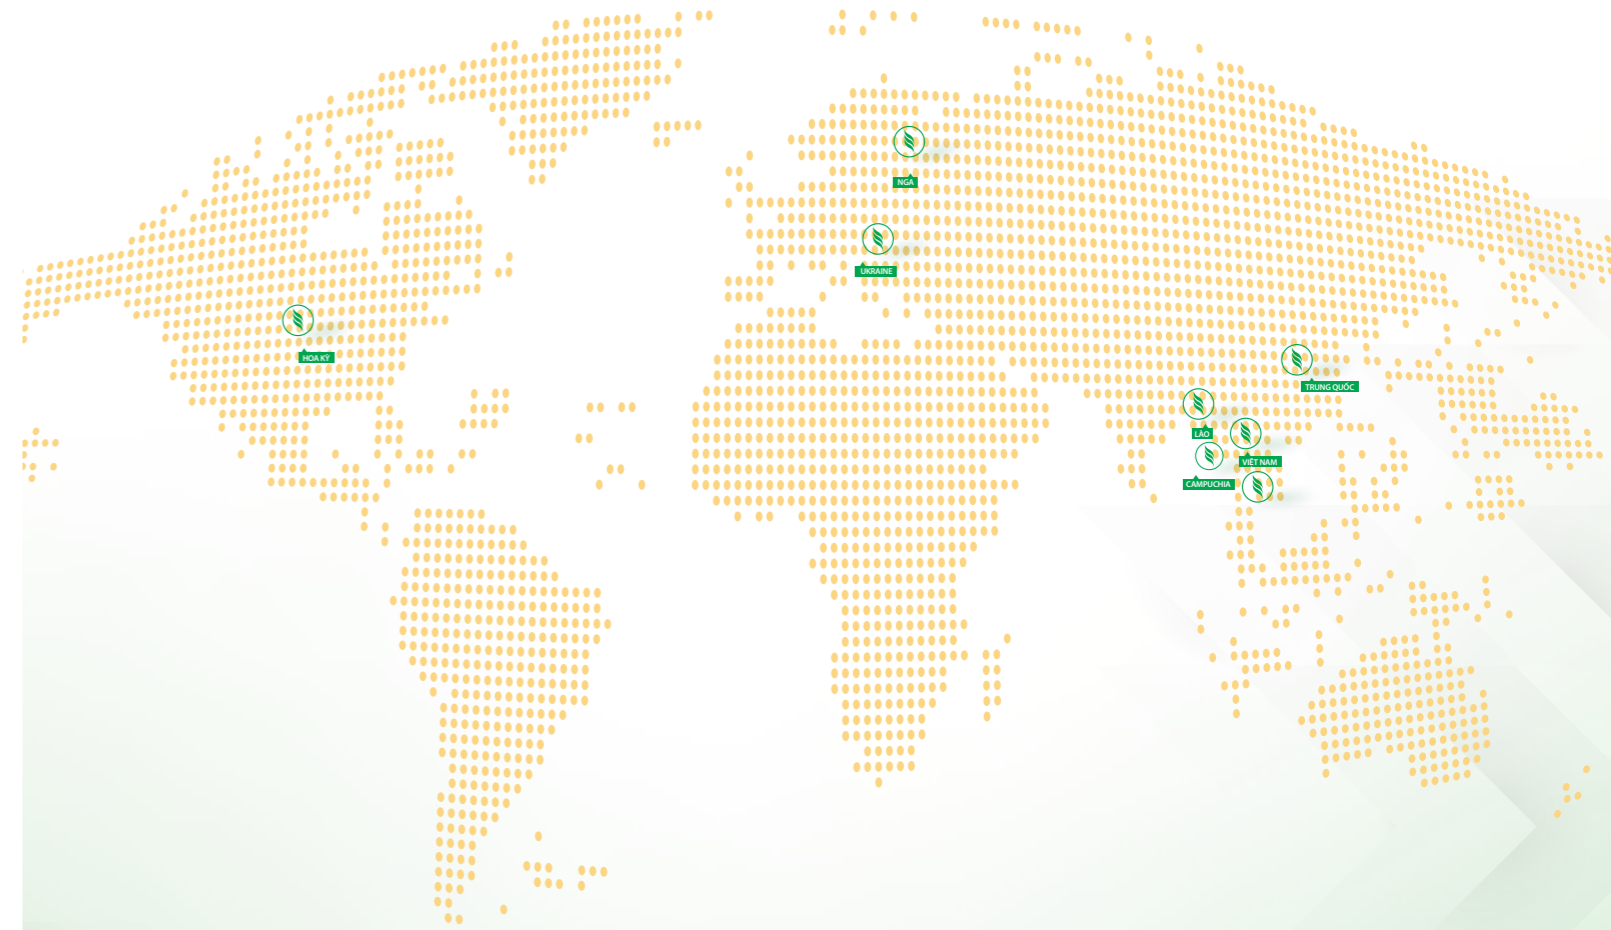 NGA
UKRAINE
HOA KỲ
TRUNG QUỐC
LÀO
VIỆT NAM
CAMPUCHIA